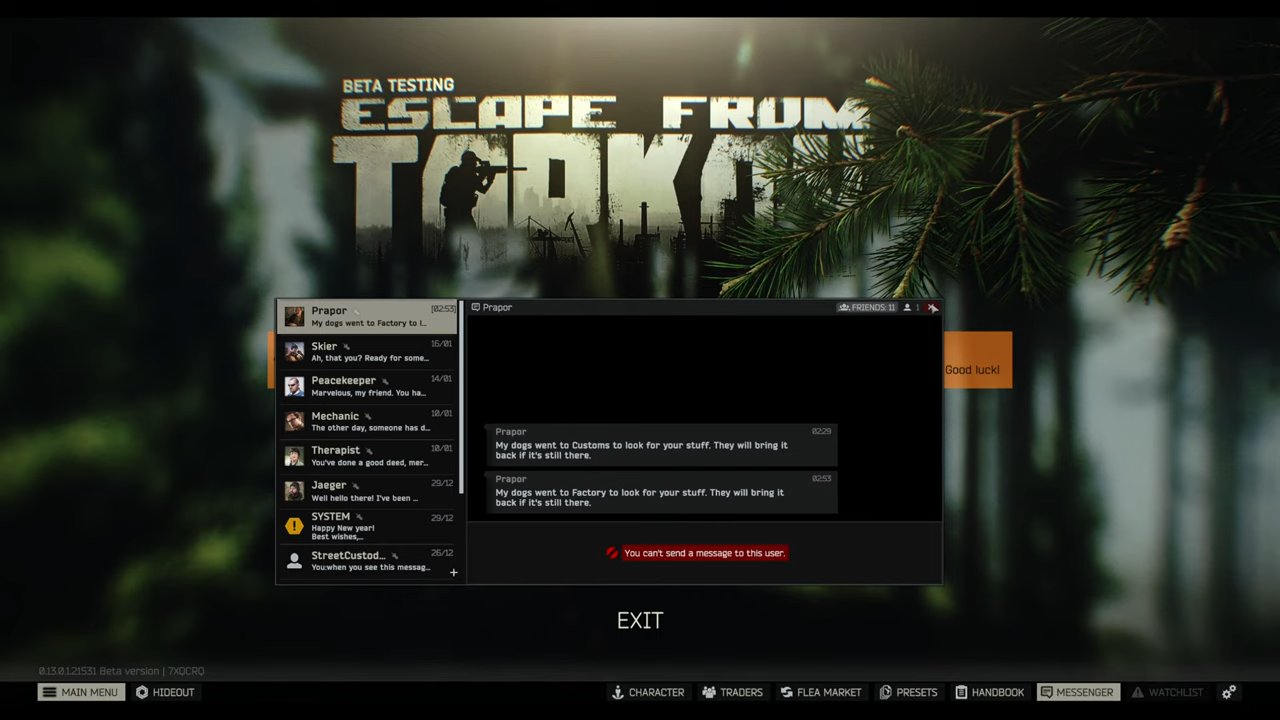 BETA TESTING
ESCAPE FROM
TARKOV
Prapor
[02:53]
My dogs went to Factory to i...
Skier
15/01
Ah, that you? Ready for some...
Peacekeeper
14/01
Marvelous, my friend. You ha...
Mechanic
10/01
The other day, someone has d...
Therapist
10/01
You've done a good deed, mer...
Jaeger
29/12
Well hello there! I've been ...
SYSTEM
29/12
Happy New year!
Best wishes,...
StreetCustod...
26/12
You:when you see this messag...
+
Prapor
FRIENDS: 11
1
Prapor
02:29
My dogs went to Customs to look for your stuff. They will bring it
back if it's still there.
Prapor
02:53
My dogs went to Factory to look for your stuff. They will bring it
back if it's still there.
You can't send a message to this user.
Good luck!
EXIT
0.13.0.1.21531 Beta version | 7XQCRQ
MAIN MENU
HIDEOUT
CHARACTER
TRADERS
FLEA MARKET
PRESETS
HANDBOOK
MESSENGER
WATCHLIST